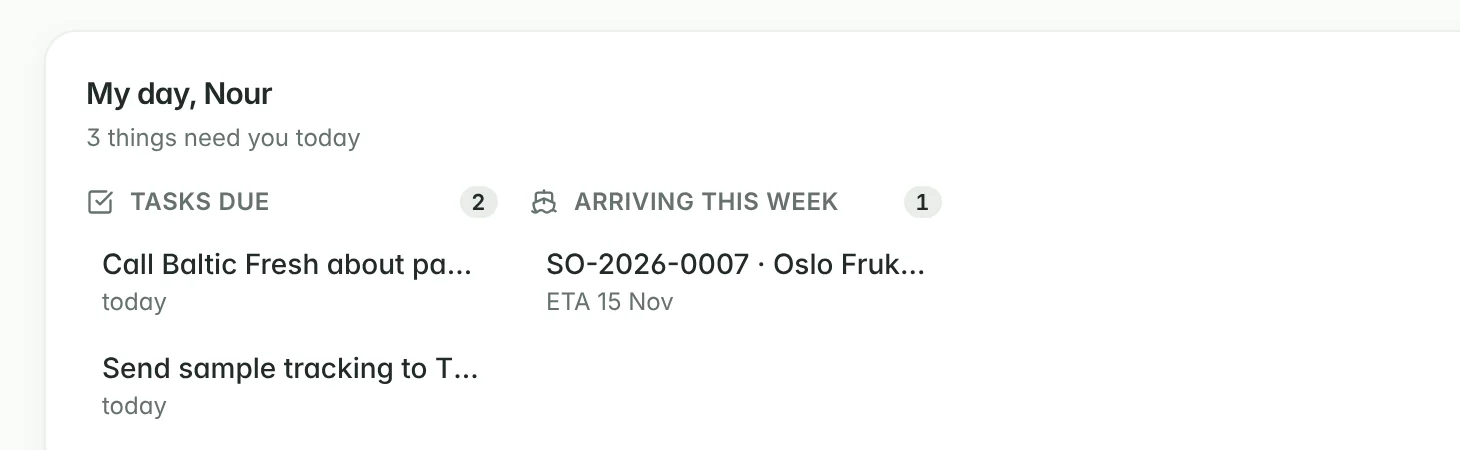 My day, Nour
3 things need you today
TASKS DUE 2
Call Baltic Fresh about pa...
today
Send sample tracking to T...
today
ARRIVING THIS WEEK 1
SO-2026-0007 · Oslo Fruk...
ETA 15 Nov